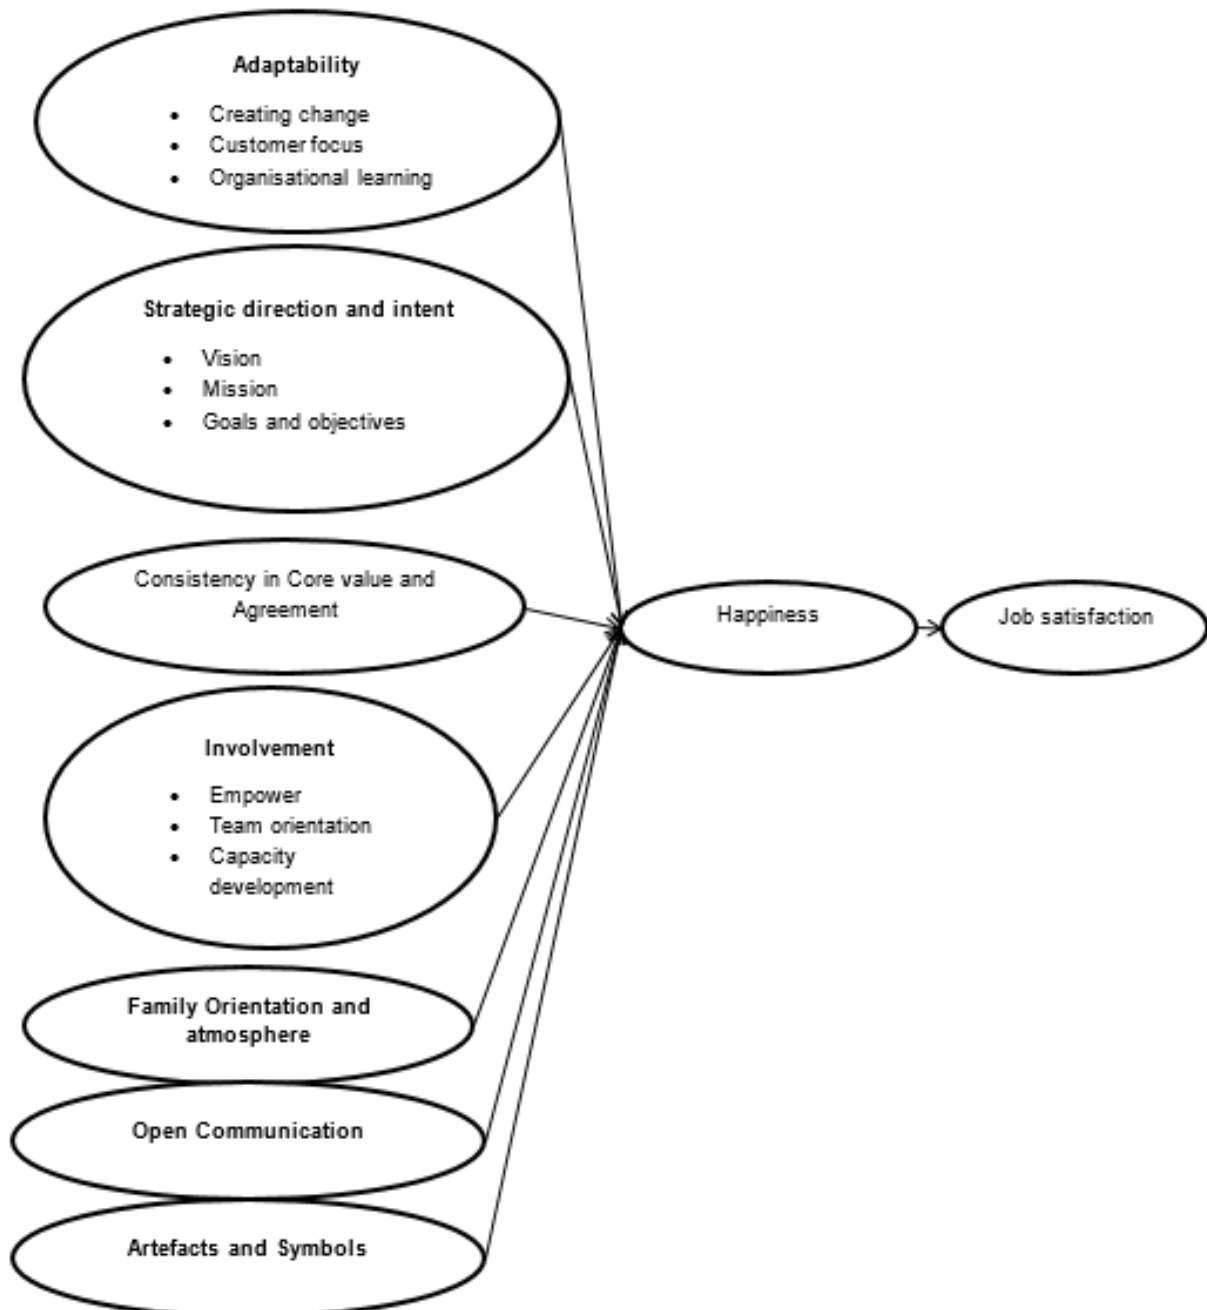 Adaptability
• Creating change
• Customer focus
• Organisational learning
Strategic direction and intent
• Vision
• Mission
• Goals and objectives
Consistency in Core value and
Agreement
Happiness
Job satisfaction
Involvement
• Empower
• Team orientation
• Capacity
development
Family Orientation and
atmosphere
Open Communication
Artefacts and Symbols